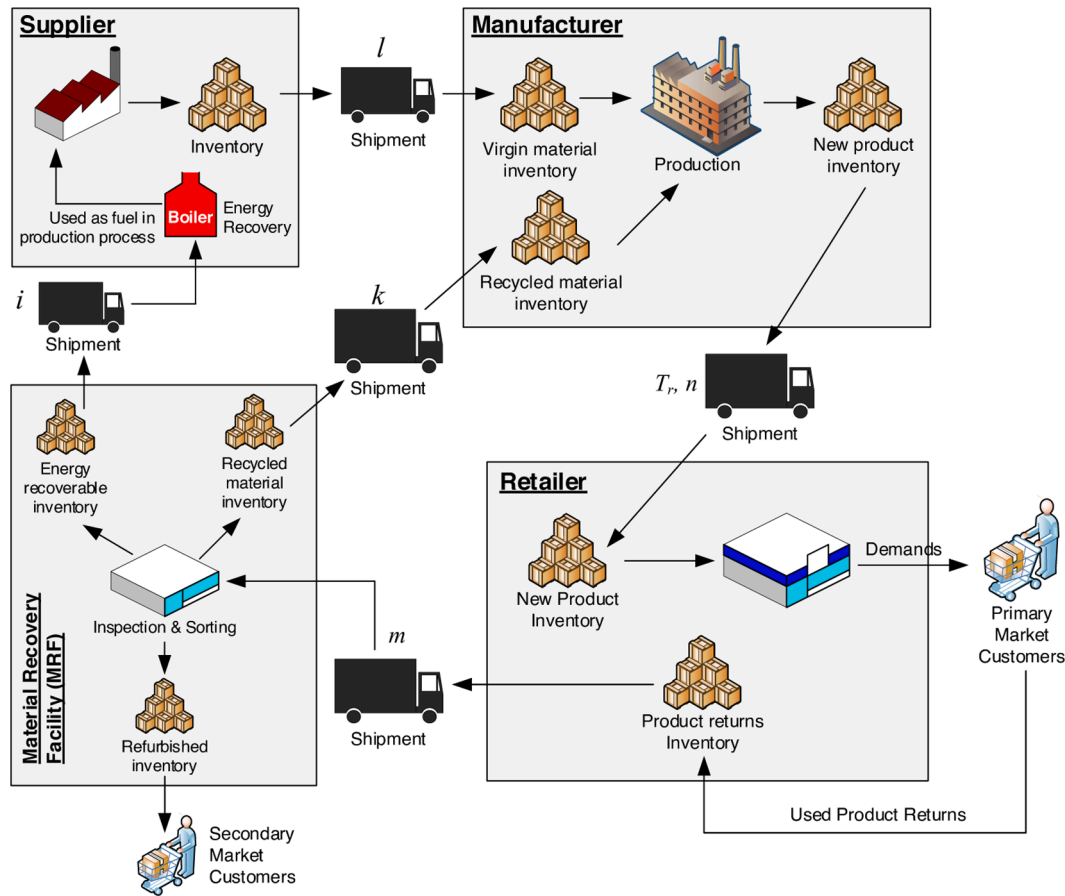 Supplier
Inventory
Boiler
Energy
Recovery
Used as fuel in
production process
l
Shipment
Manufacturer
Virgin material
inventory
Production
New product
inventory
Recycled material
inventory
i
Shipment
k
Shipment
Tr, n
Shipment
Material Recovery
Facility (MRF)
Energy
recoverable
inventory
Recycled
material
inventory
Inspection & Sorting
Refurbished
inventory
Secondary
Market
Customers
m
Shipment
Retailer
New Product
Inventory
Demands
Product returns
Inventory
Primary
Market
Customers
Used Product Returns